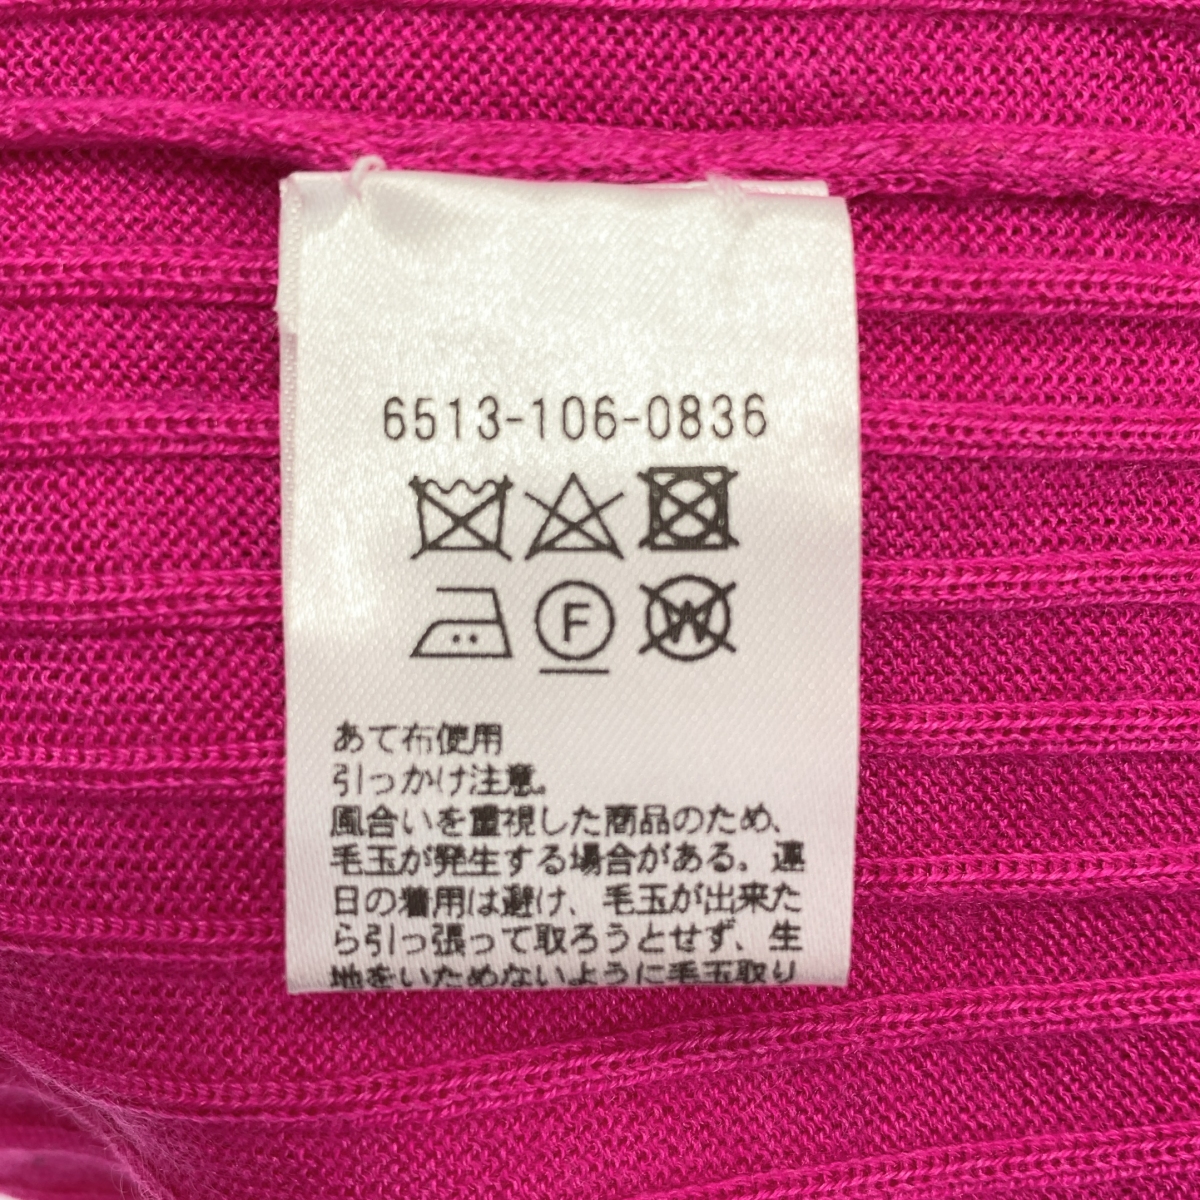 6513-106-0836
F
W
あて布使用
引っかけ注意。
風合いを重視した商品のため、
毛玉が発生する場合がある。連
日の着用は避け、毛玉が出来た
ら引っ張って取ろうとせず、生
地をいためないように毛玉取り